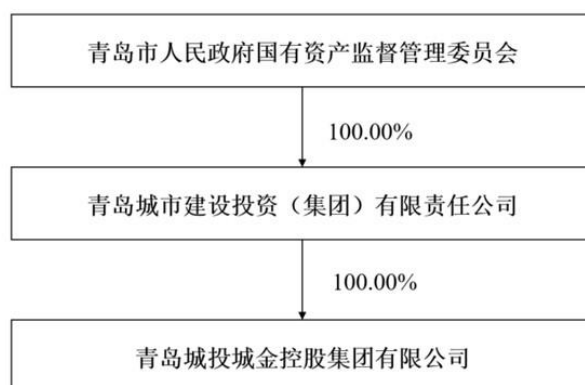 青岛市人民政府国有资产监督管理委员会
100.00%
青岛城市建设投资（集团）有限责任公司
100.00%
青岛城投城金控股集团有限公司